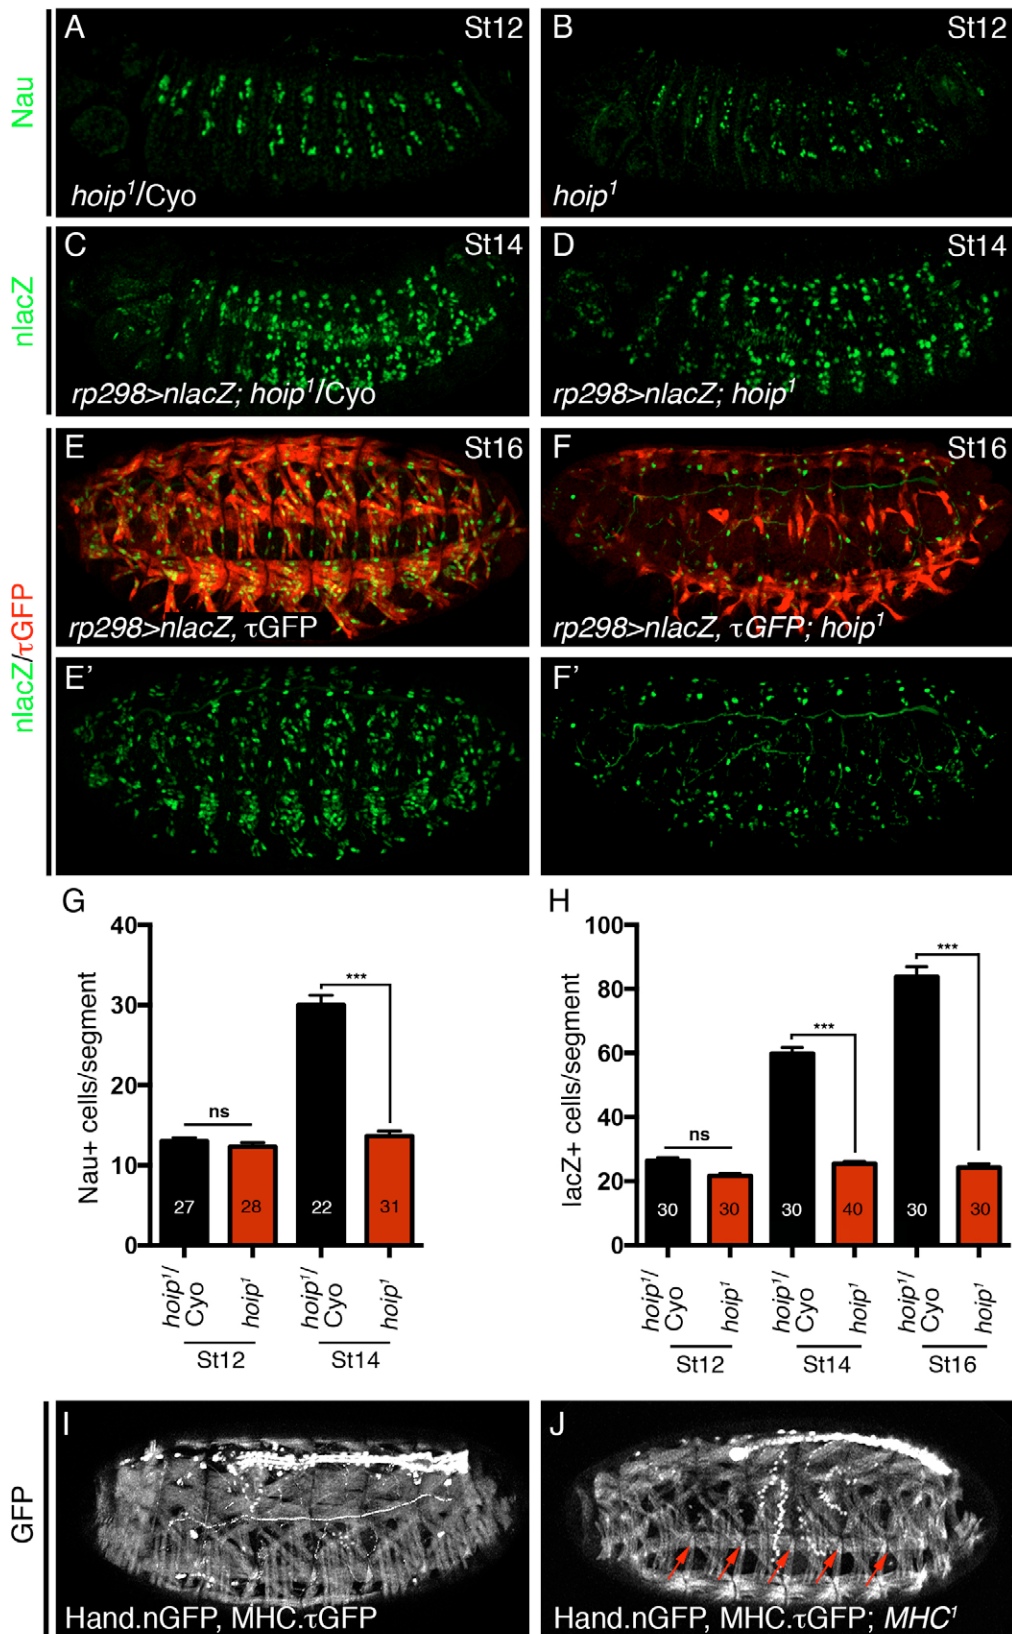 A St12
B St12
Nau
hoip¹/Cyo
hoip¹
C St14
D St14
nlacZ
rp298>nlacZ; hoip¹/Cyo
rp298>nlacZ; hoip¹
E St16
F St16
nlacZ/τGFP
rp298>nlacZ, τGFP
rp298>nlacZ, τGFP; hoip¹
E’
F’
G
Nau+ cells/segment
40
30
20
10
0
ns
***
27
28
22
31
hoip¹/Cyo
hoip¹
hoip¹/Cyo
hoip¹
St12
St14
H
lacZ+ cells/segment
100
80
60
40
20
0
ns
***
***
30
30
30
40
30
30
hoip¹/Cyo
hoip¹
hoip¹/Cyo
hoip¹
hoip¹/Cyo
hoip¹
St12
St14
St16
I
J
GFP
Hand.nGFP, MHC.τGFP
Hand.nGFP, MHC.τGFP; MHC¹